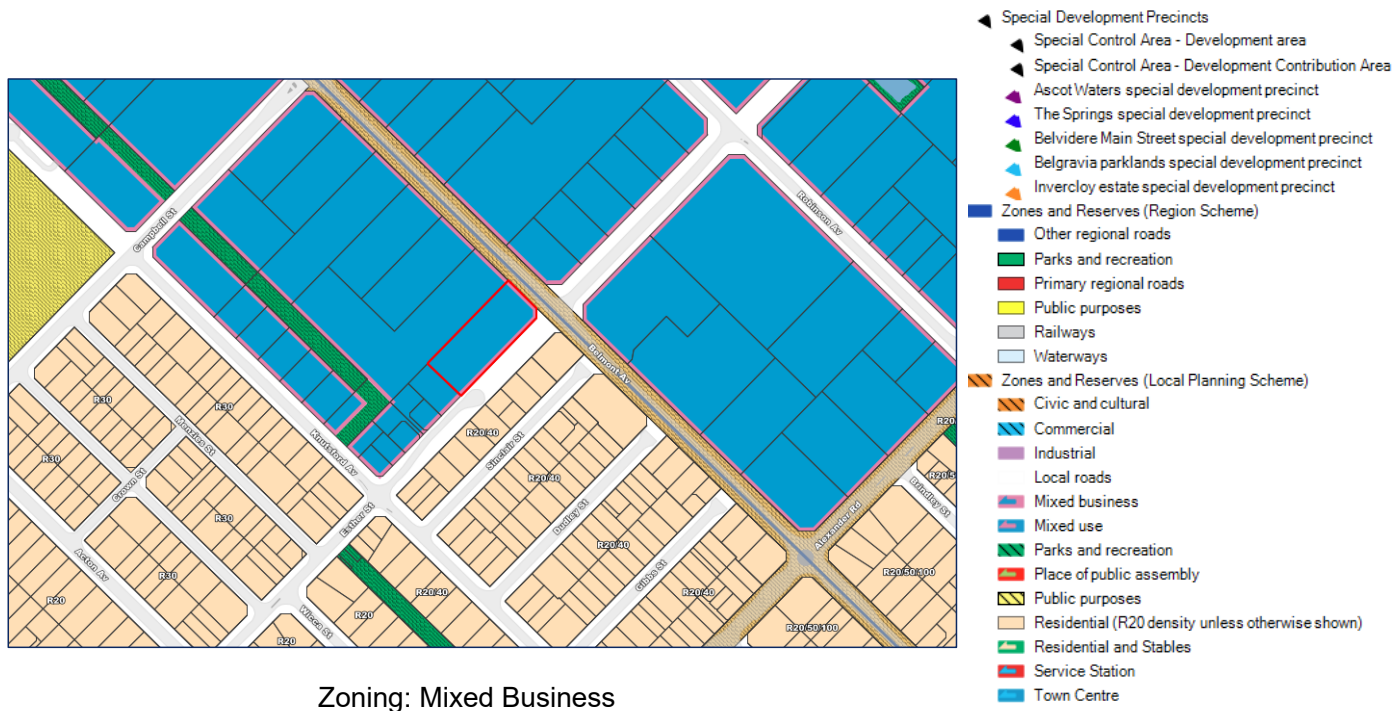 Special Development Precincts
Special Control Area - Development area
Special Control Area - Development Contribution Area
Ascot Waters special development precinct
The Springs special development precinct
Belvidere Main Street special development precinct
Belgravia parklands special development precinct
Invercloy estate special development precinct
Zones and Reserves (Region Scheme)
Other regional roads
Parks and recreation
Primary regional roads
Public purposes
Railways
Waterways
Zones and Reserves (Local Planning Scheme)
Civic and cultural
Commercial
Industrial
Local roads
Mixed business
Mixed use
Parks and recreation
Place of public assembly
Public purposes
Residential (R20 density unless otherwise shown)
Residential and Stables
Service Station
Town Centre
Campbell St
Robinson Av
Belmont Av
R30
R30
Menzies St
Knutsford Av
R20/40
Sinclair St
R20
R30
Crown St
R30
Esther St
R20/40
Dudley St
R20/40
Alexander Rd
Brindley St
R20/5
Acton Av
R30
Gibbs St
R20/50/100
R20
Wicca St
R20
R20/40
R20/40
R20
R20/50/100
Zoning: Mixed Business